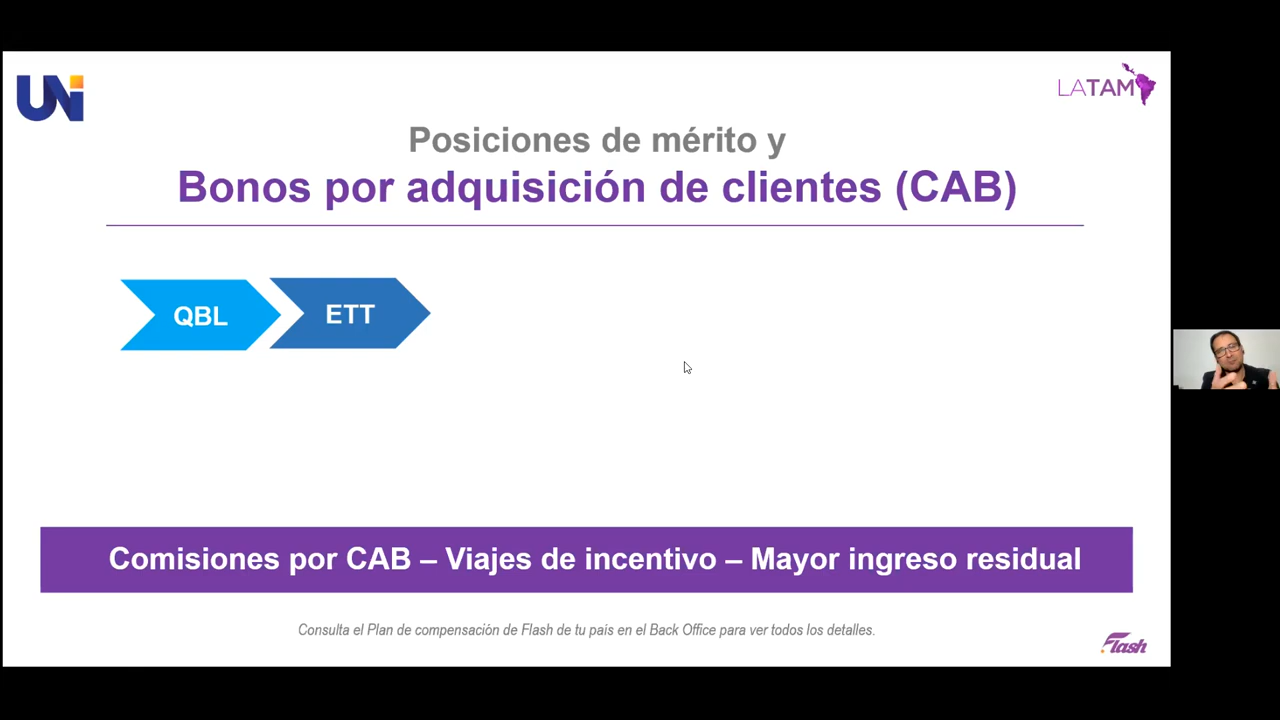 UNi
LATAM
Posiciones de mérito y
Bonos por adquisición de clientes (CAB)
QBL
ETT
Comisiones por CAB – Viajes de incentivo – Mayor ingreso residual
Consulta el Plan de compensación de Flash de tu país en el Back Office para ver todos los detalles.
Flash